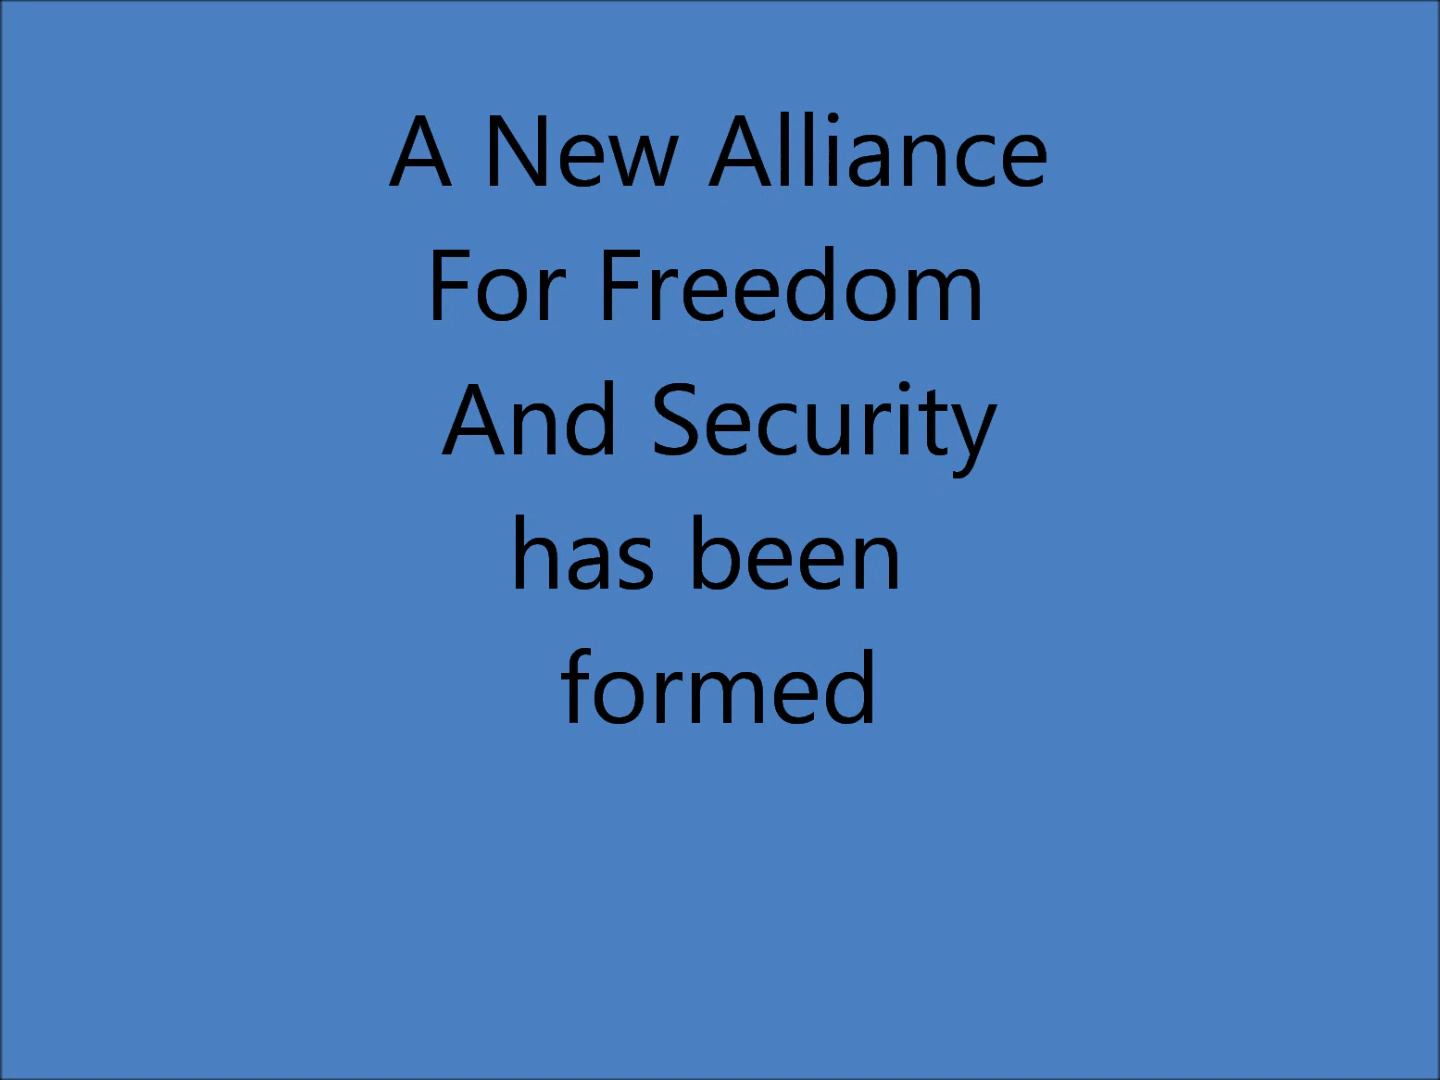 A New Alliance
For Freedom
And Security
has been
formed